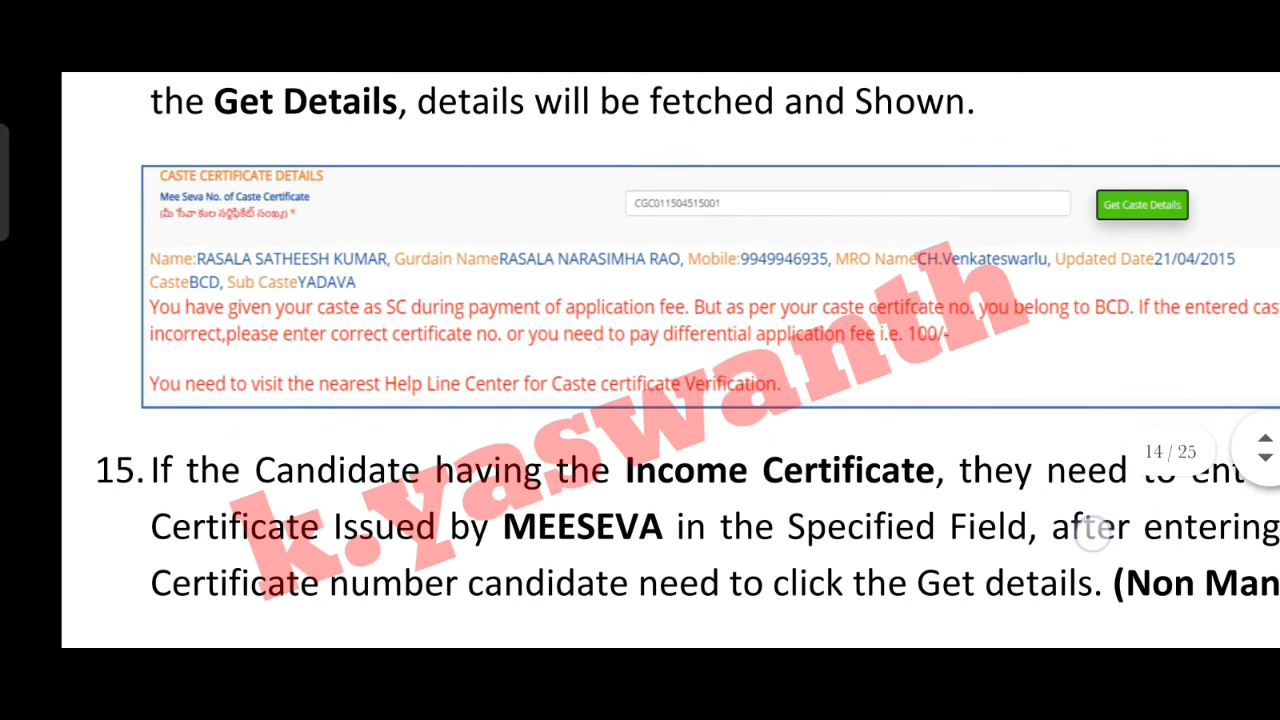 the Get Details, details will be fetched and Shown.
CASTE CERTIFICATE DETAILS
Mee Seva No. of Caste Certificate
(మీ సేవా కుల సర్టిఫికేట్ సంఖ్య) *
CGC011504515001
Get Caste Details
Name:RASALA SATHEESH KUMAR, Gurdain NameRASALA NARASIMHA RAO, Mobile:9949946935, MRO NameCH.Venkateswarlu, Updated Date21/04/2015
CasteBCD, Sub CasteYADAVA
You have given your caste as SC during payment of application fee. But as per your caste certifcate no. you belong to BCD. If the entered cas
incorrect,please enter correct certificate no. or you need to pay differential application fee i.e. 100/-
You need to visit the nearest Help Line Center for Caste certificate Verification.
k.yaswanth
14 / 25
15. If the Candidate having the Income Certificate, they need to ent
Certificate Issued by MEESEVA in the Specified Field, after entering
Certificate number candidate need to click the Get details. (Non Man